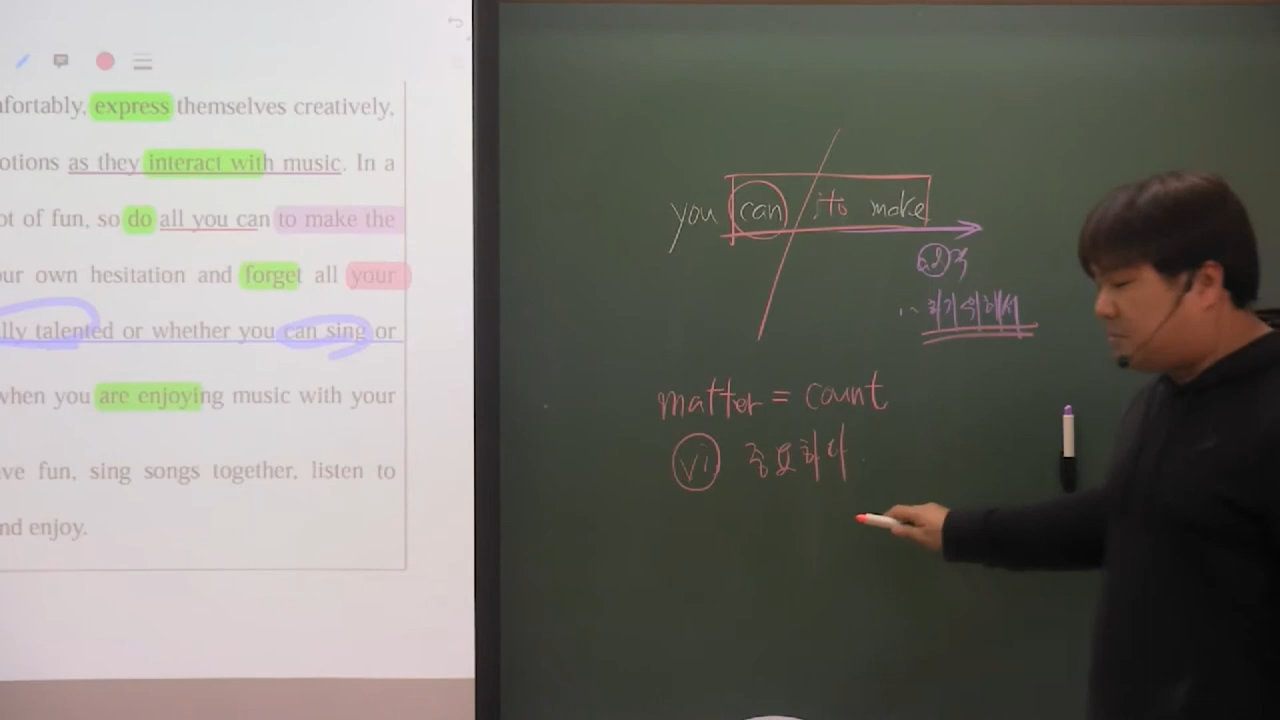 fortably, express themselves creatively,
otions as they interact with music. In a
ot of fun, so do all you can to make the
ur own hesitation and forget all your
lly talented or whether you can sing or
when you are enjoying music with your
ve fun, sing songs together, listen to
nd enjoy.
you can / to make
~하기 위해서
matter = count
vi 중요하다